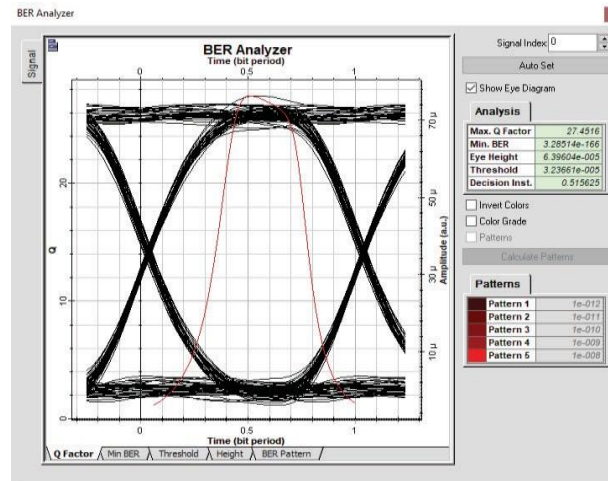 BER Analyzer
Signal
BER Analyzer
Time (bit period)
0 0.5 1
Q
0 10 20
Amplitude (a.u.)
10 µ 30 µ 50 µ 70 µ
0 0.5 1
Time (bit period)
Q Factor Min BER Threshold Height BER Pattern
Signal Index: 0
Auto Set
Show Eye Diagram
Analysis
Max. Q Factor 27.4516
Min. BER 3.28514e-166
Eye Height 6.39604e-005
Threshold 3.23661e-005
Decision Inst. 0.515625
Invert Colors
Color Grade
Patterns
Calculate Patterns
Patterns
Pattern 1 1e-012
Pattern 2 1e-011
Pattern 3 1e-010
Pattern 4 1e-009
Pattern 5 1e-008